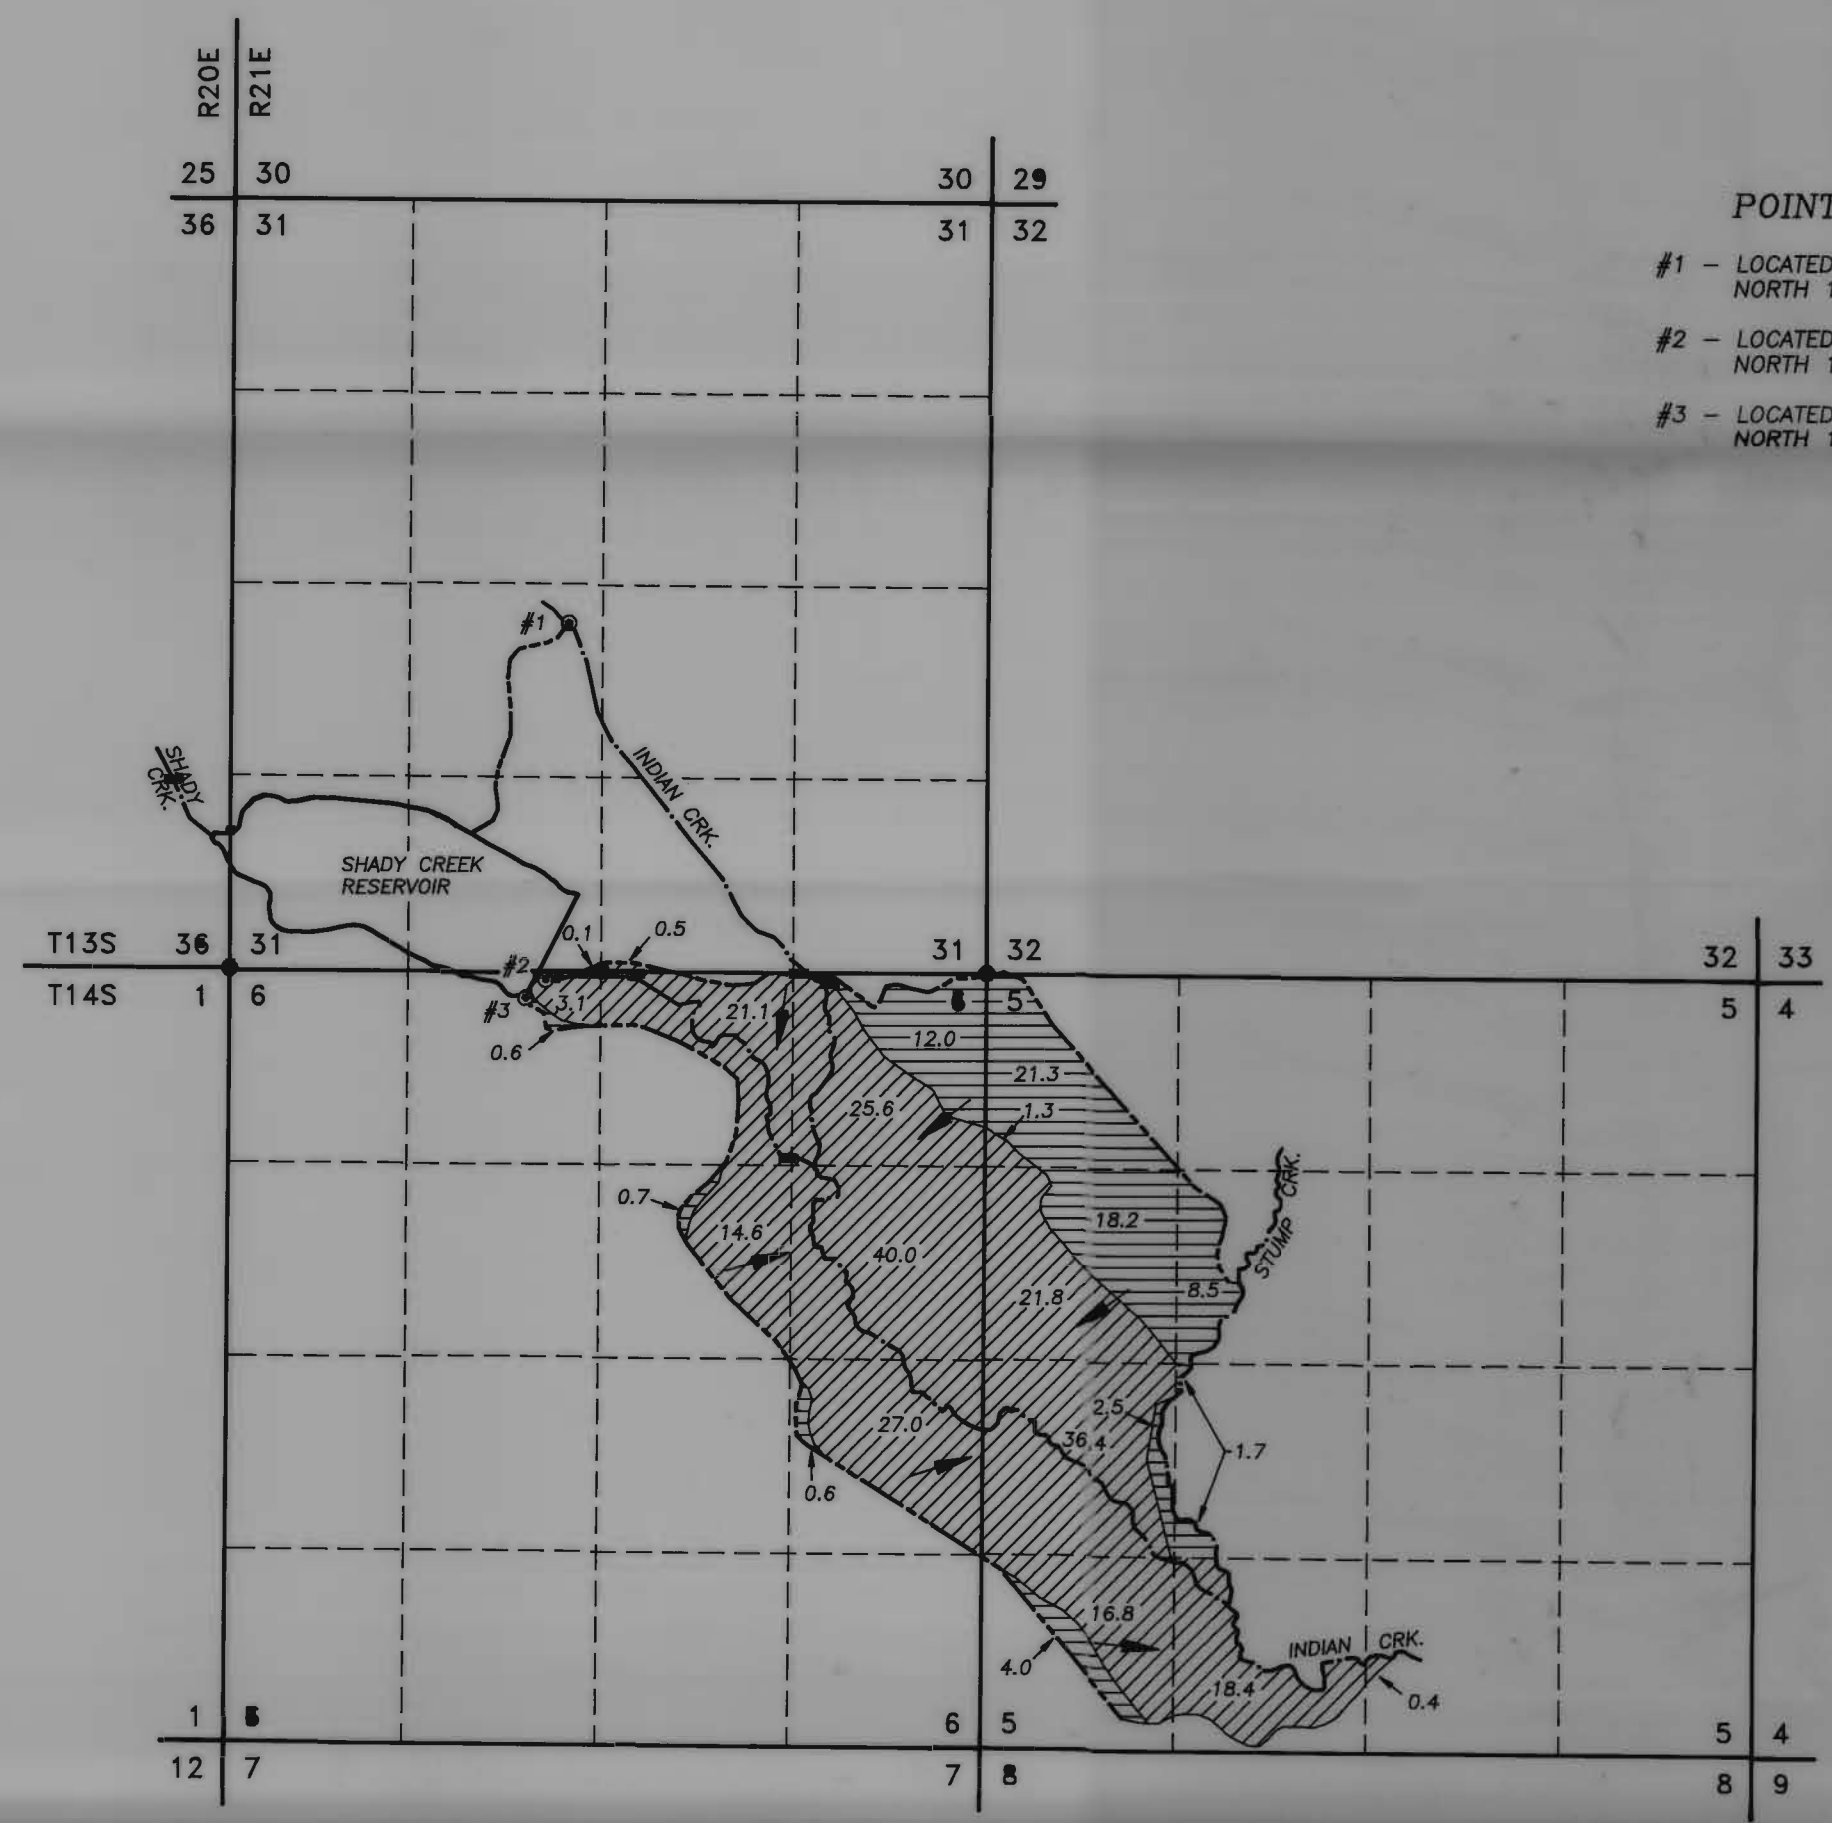 R20E
R21E
25 30
30 29
36 31
31 32
POINT
#1 – LOCATED
NORTH 1
#2 – LOCATED
NORTH 1
#3 – LOCATED
NORTH 1
#1
SHADY
CRK.
INDIAN CRK.
SHADY CREEK
RESERVOIR
0.1
0.5
T13S 36 31
31 32
32 33
#2
T14S 1 6
5
5 4
#3
3.1
21.1
0.6
12.0
21.3
25.6
1.3
STUMP CRK.
0.7
14.6
18.2
40.0
21.8
8.5
2.5
27.0
36.4
1.7
0.6
16.8
4.0
INDIAN CRK.
18.4
0.4
1
6 5
5 4
12 7
7 8
8 9